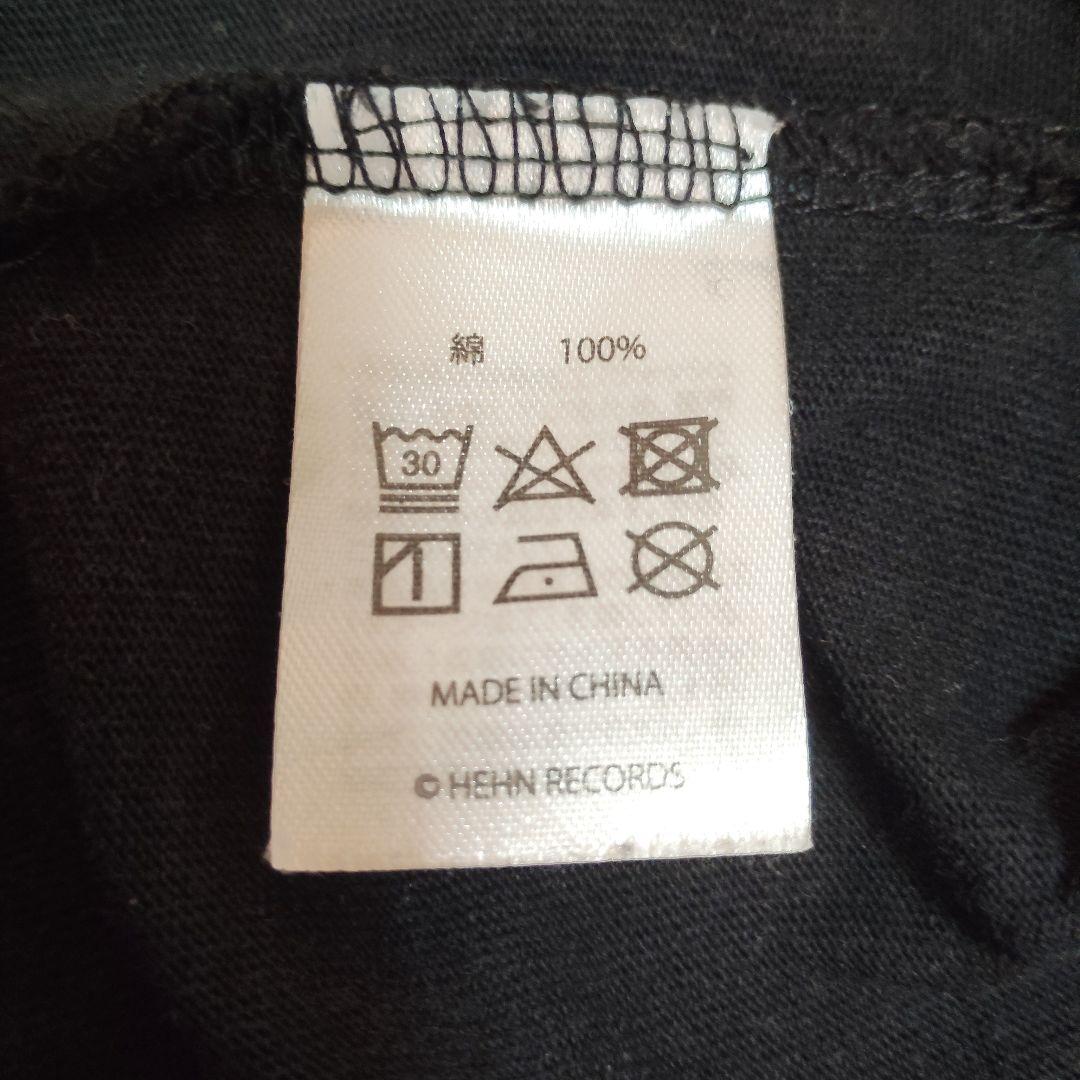 綿 100%
30
MADE IN CHINA
© HEHN RECORDS